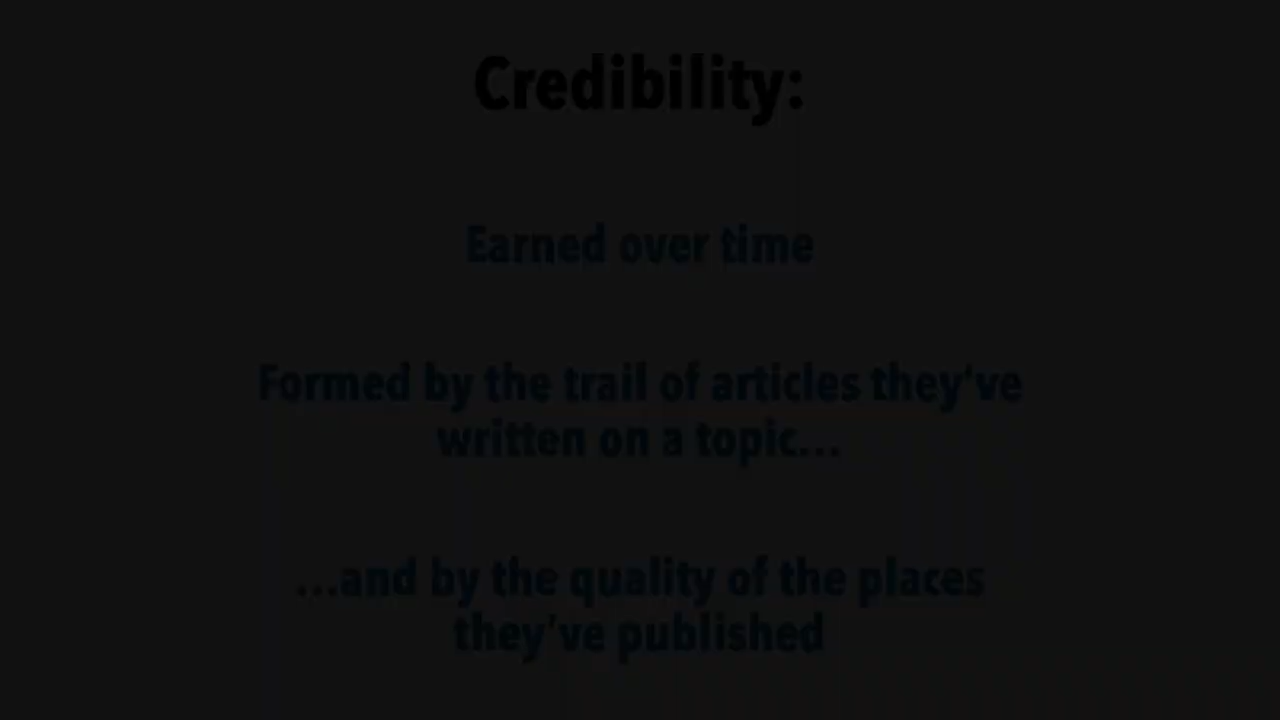 Credibility:
Earned over time
Formed by the trail of articles they've
written on a topic...
...and by the quality of the places
they've published